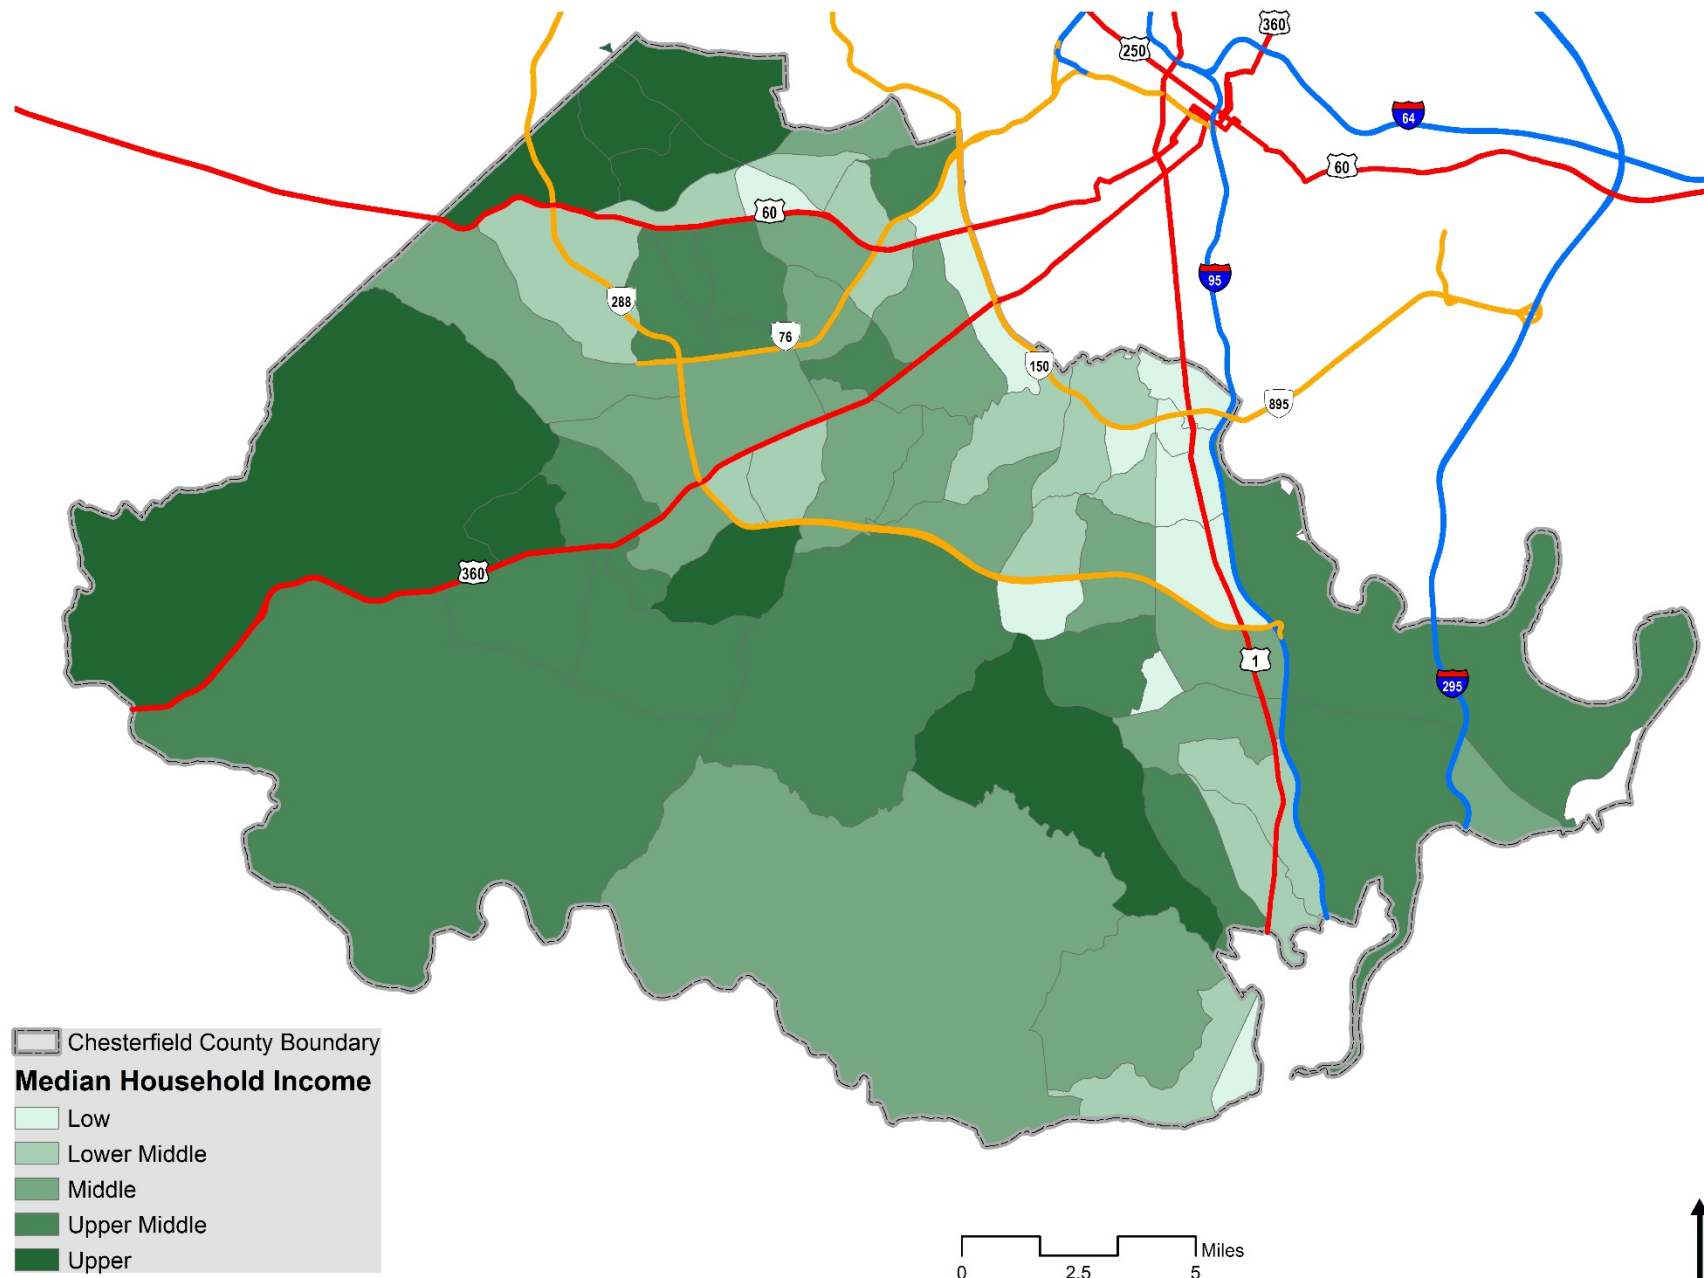 360
250
64
60
60
95
288
76
150
895
360
1
295
Chesterfield County Boundary
Median Household Income
Low
Lower Middle
Middle
Upper Middle
Upper
Miles
0 2.5 5